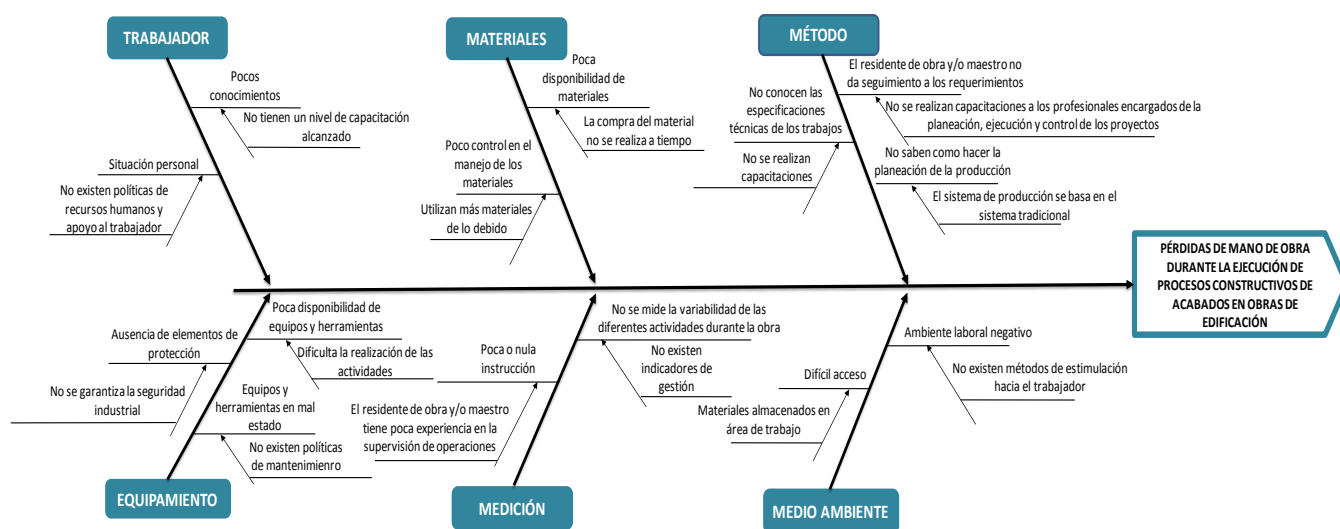 TRABAJADOR
Pocos
conocimientos
No tienen un nivel de capacitación
alcanzado
Situación personal
No existen políticas de
recursos humanos y
apoyo al trabajador
MATERIALES
Poca
disponibilidad de
materiales
La compra del material
no se realiza a tiempo
Poco control en el
manejo de los
materiales
Utilizan más materiales
de lo debido
MÉTODO
El residente de obra y/o maestro no
da seguimiento a los requerimientos
No se realizan capacitaciones a los profesionales encargados de la
planeación, ejecución y control de los proyectos
No conocen las
especificaciones
técnicas de los trabajos
No se realizan
capacitaciones
No saben como hacer la
planeación de la producción
El sistema de producción se basa en el
sistema tradicional
PÉRDIDAS DE MANO DE OBRA
DURANTE LA EJECUCIÓN DE
PROCESOS CONSTRUCTIVOS DE
ACABADOS EN OBRAS DE
EDIFICACIÓN
Poca disponibilidad de
equipos y herramientas
Dificulta la realización de las
actividades
Ausencia de elementos de
protección
No se garantiza la seguridad
industrial
Equipos y
herramientas en mal
estado
No existen políticas
de mantenimienro
EQUIPAMIENTO
No se mide la variabilidad de las
diferentes actividades durante la obra
No existen
indicadores de
gestión
Poca o nula
instrucción
El residente de obra y/o maestro
tiene poca experiencia en la
supervisión de operaciones
MEDICIÓN
Ambiente laboral negativo
No existen métodos de estimulación
hacia el trabajador
Difícil acceso
Materiales almacenados en
área de trabajo
MEDIO AMBIENTE